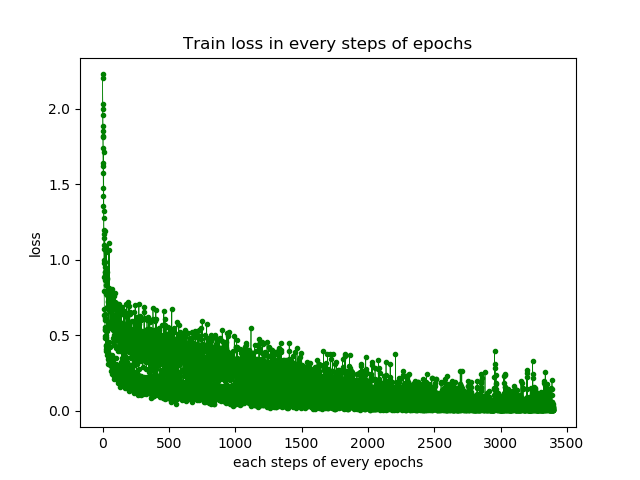 Train loss in every steps of epochs
2.0
1.5
1.0
0.5
0.0
loss
0 500 1000 1500 2000 2500 3000 3500
each steps of every epochs